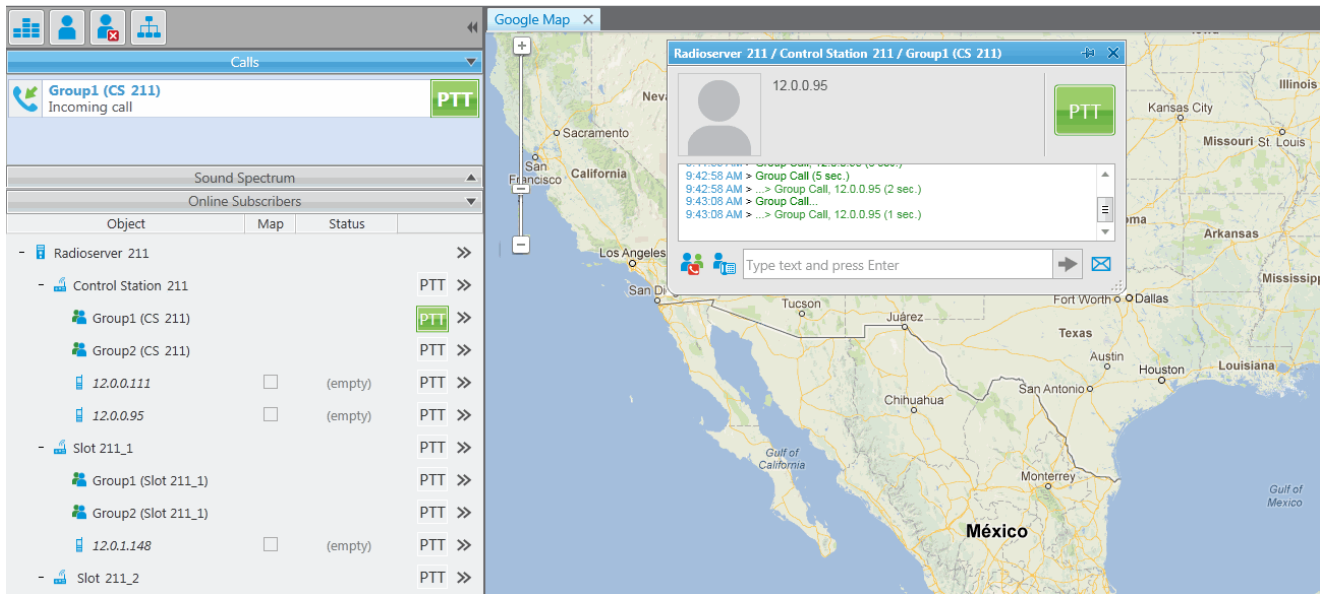 Google Map
Calls
Group1 (CS 211)
Incoming call
PTT
Sound Spectrum
Online Subscribers
Object Map Status
Radioserver 211
Control Station 211 PTT
Group1 (CS 211) PTT
Group2 (CS 211) PTT
12.0.0.111 (empty) PTT
12.0.0.95 (empty) PTT
Slot 211_1 PTT
Group1 (Slot 211_1) PTT
Group2 (Slot 211_1) PTT
12.0.1.148 (empty) PTT
Slot 211_2 PTT
Radioserver 211 / Control Station 211 / Group1 (CS 211)
12.0.0.95
PTT
9:42:58 AM > Group Call (5 sec.)
9:42:58 AM > ...> Group Call, 12.0.0.95 (2 sec.)
9:43:08 AM > Group Call...
9:43:08 AM > ...> Group Call, 12.0.0.95 (1 sec.)
Type text and press Enter
Neva
Illinois
Kansas City
Sacramento
Missouri
St. Louis
San
Francisco
California
oma
Arkansas
Los Angeles
San Di
Mississipp
Tucson
Fort Worth
Dallas
Juárez
Texas
Austin
Houston
Louisiana
San Antonio
Chihuahua
Gulf of
California
Monterrey
Gulf of
Mexico
México